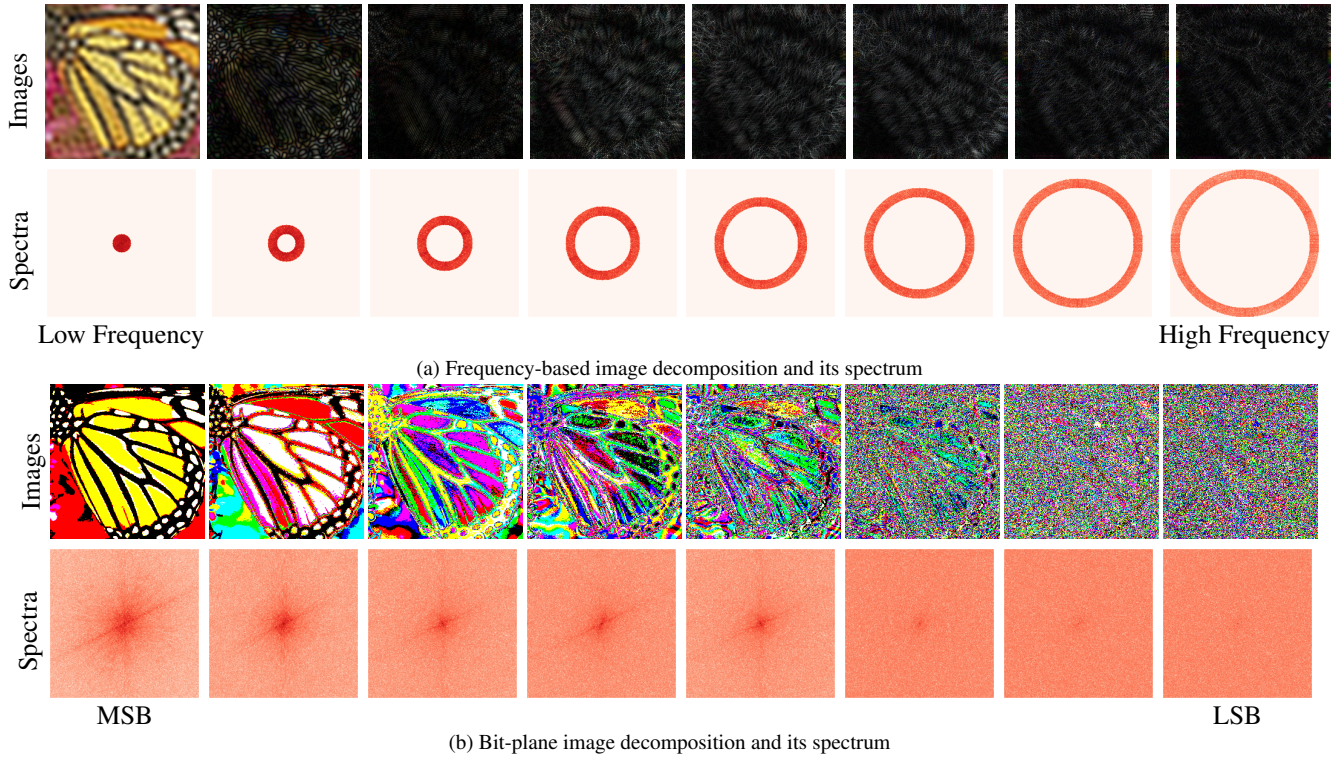 Images
Spectra
Low Frequency
High Frequency
(a) Frequency-based image decomposition and its spectrum
Images
Spectra
MSB
LSB
(b) Bit-plane image decomposition and its spectrum